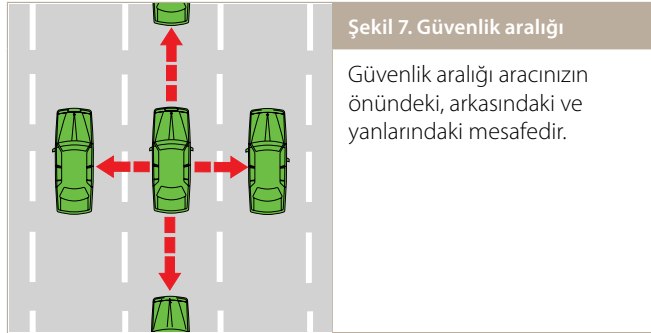 Şekil 7. Güvenlik aralığı
Güvenlik aralığı aracınızın
önündeki, arkasındaki ve
yanlarındaki mesafedir.